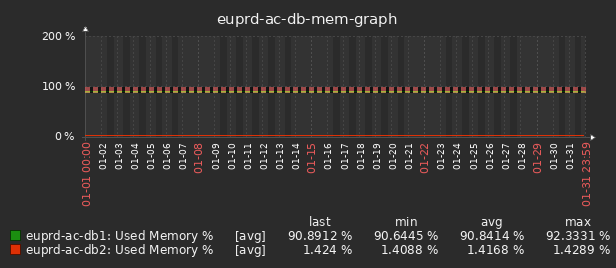 euprd-ac-db-mem-graph
200 %
100 %
0 %
01-01 00:00 01-02 01-03 01-04 01-05 01-06 01-07 01-08 01-09 01-10 01-11 01-12 01-13 01-14 01-15 01-16 01-17 01-18 01-19 01-20 01-21 01-22 01-23 01-24 01-25 01-26 01-27 01-28 01-29 01-30 01-31 01-31 23:59
last min avg max
euprd-ac-db1: Used Memory % [avg] 90.8912 % 90.6445 % 90.8414 % 92.3331 %
euprd-ac-db2: Used Memory % [avg] 1.424 % 1.4088 % 1.4168 % 1.4289 %